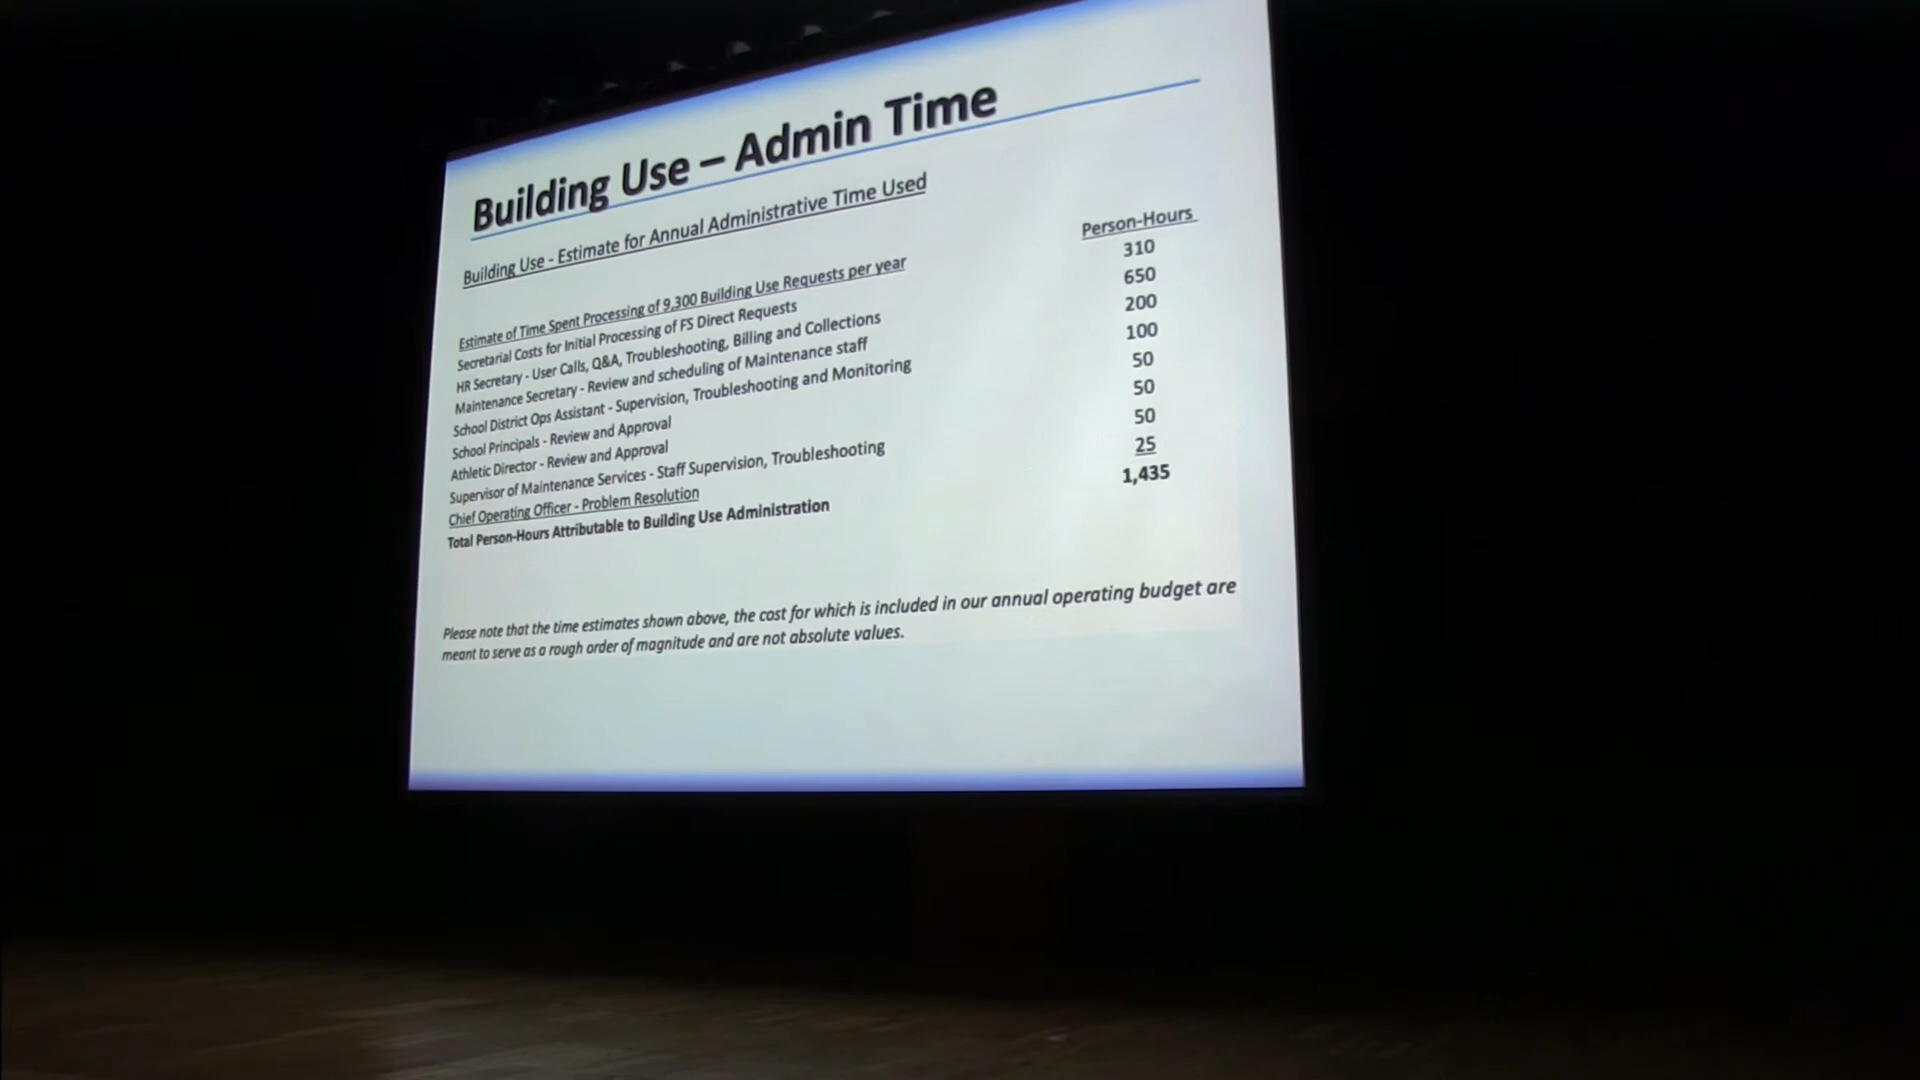 Building Use – Admin Time
Building Use - Estimate for Annual Administrative Time Used
Estimate of Time Spent Processing of 9,300 Building Use Requests per year Person-Hours
Secretarial Costs for Initial Processing of FS Direct Requests 310
HR Secretary - User Calls, Q&A, Troubleshooting, Billing and Collections 650
Maintenance Secretary - Review and scheduling of Maintenance staff 200
School District Ops Assistant - Supervision, Troubleshooting and Monitoring 100
School Principals - Review and Approval 50
Athletic Director - Review and Approval 50
Supervisor of Maintenance Services - Staff Supervision, Troubleshooting 50
Chief Operating Officer - Problem Resolution 25
Total Person-Hours Attributable to Building Use Administration 1,435
Please note that the time estimates shown above, the cost for which is included in our annual operating budget are
meant to serve as a rough order of magnitude and are not absolute values.